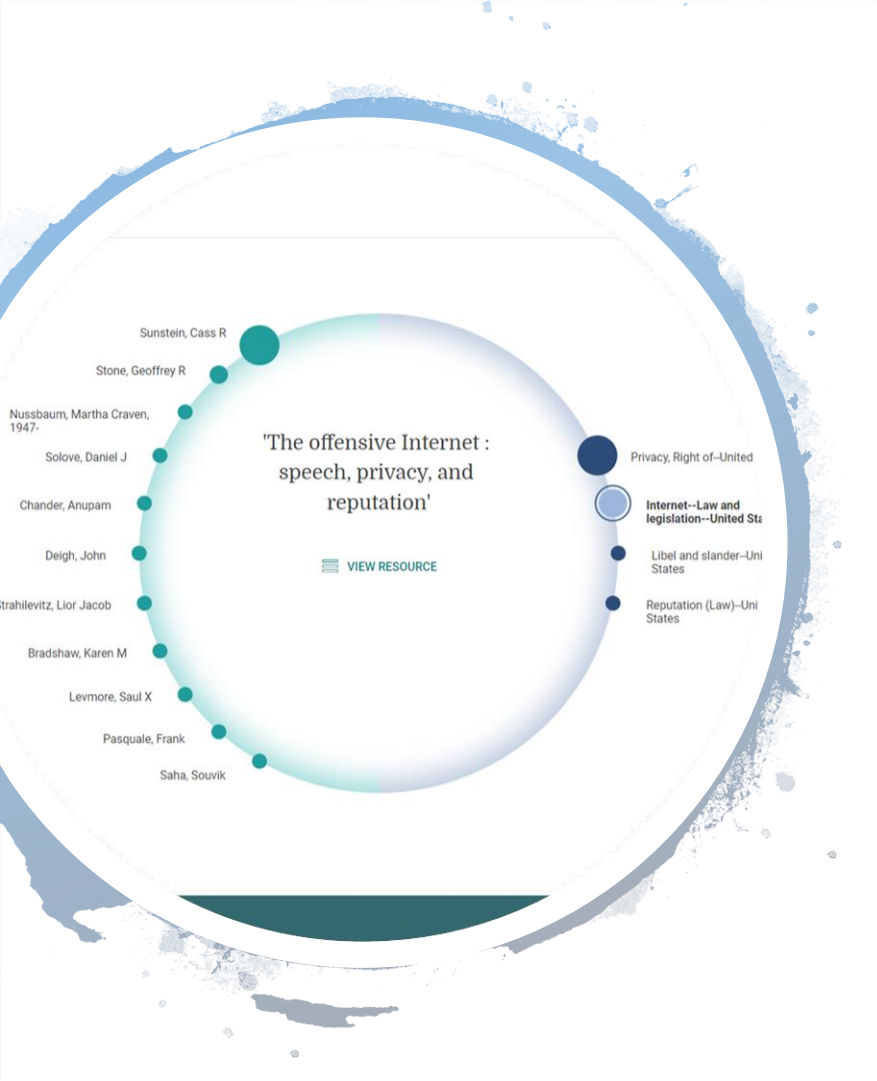 Sunstein, Cass R
Stone, Geoffrey R
Nussbaum, Martha Craven,
1947-
Solove, Daniel J
Chander, Anupam
Deigh, John
trahilevitz, Lior Jacob
Bradshaw, Karen M
Levmore, Saul X
Pasquale, Frank
Saha, Souvik
'The offensive Internet :
speech, privacy, and
reputation'
VIEW RESOURCE
Privacy, Right of--United
Internet--Law and
legislation--United Sta
Libel and slander--Uni
States
Reputation (Law)--Uni
States